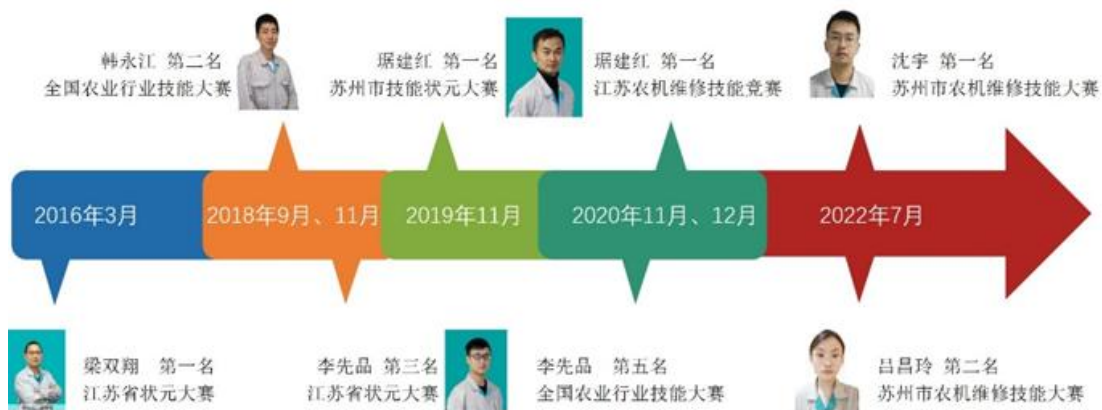 韩永江 第二名
全国农业行业技能大赛
琚建红 第一名
苏州市技能状元大赛
琚建红 第一名
江苏农机维修技能竞赛
沈宇 第一名
苏州市农机维修技能大赛
2016年3月
2018年9月、11月
2019年11月
2020年11月、12月
2022年7月
梁双翔 第一名
江苏省状元大赛
李先品 第三名
江苏省状元大赛
李先品 第五名
全国农业行业技能大赛
吕昌玲 第二名
苏州市农机维修技能大赛